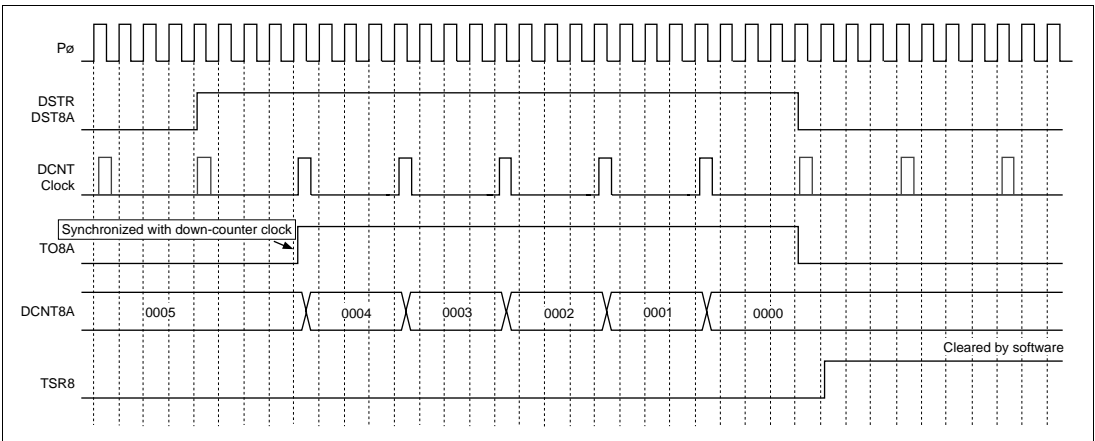 Pø
DSTR
DST8A
DCNT
Clock
Synchronized with down-counter clock
TO8A
DCNT8A
0005
0004
0003
0002
0001
0000
Cleared by software
TSR8